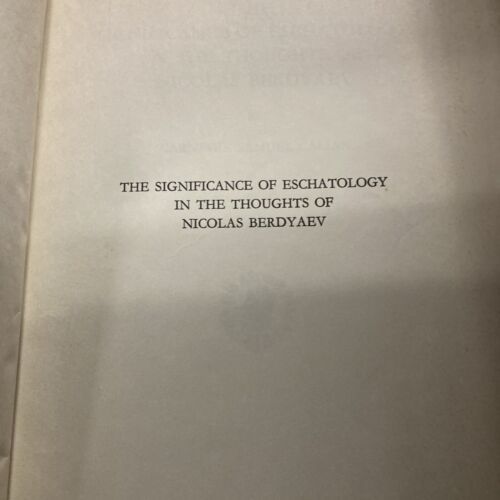 THE SIGNIFICANCE OF ESCHATOLOGY
IN THE THOUGHTS OF
NICOLAS BERDYAEV